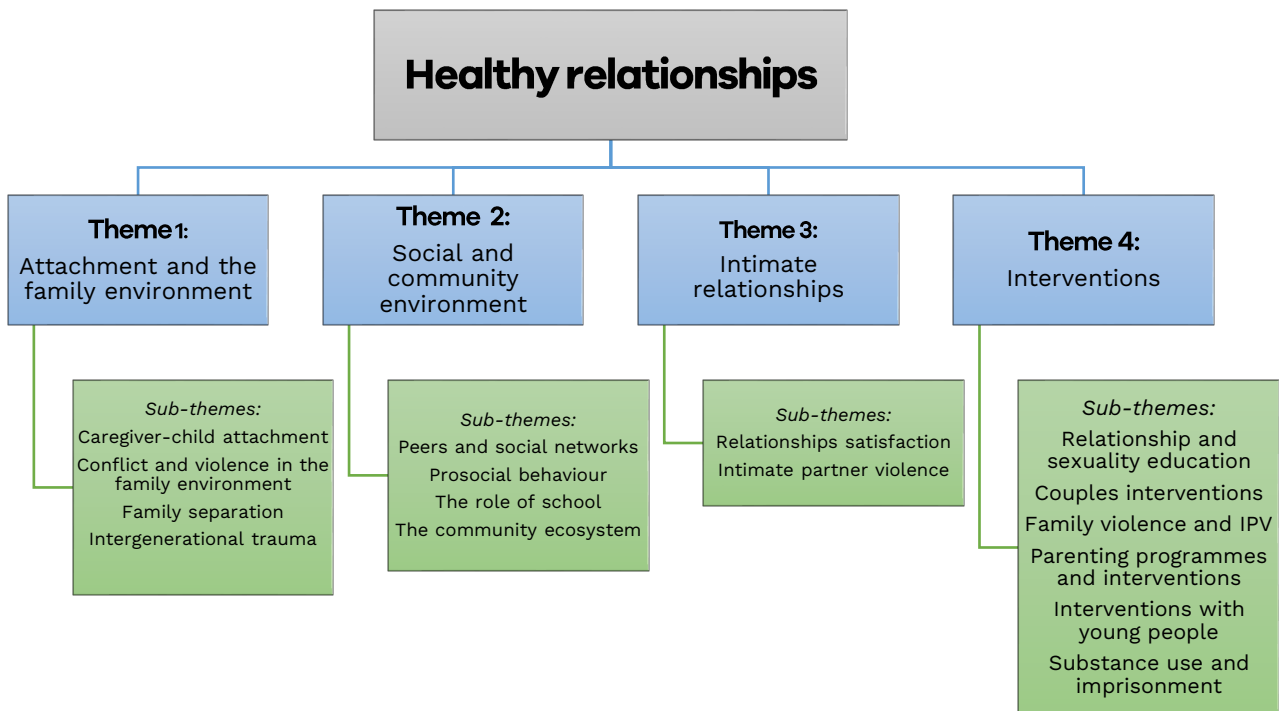 Healthy relationships
Theme 1:
Attachment and the
family environment
Sub-themes:
Caregiver-child attachment
Conflict and violence in the
family environment
Family separation
Intergenerational trauma
Theme 2:
Social and
community
environment
Sub-themes:
Peers and social networks
Prosocial behaviour
The role of school
The community ecosystem
Theme 3:
Intimate
relationships
Sub-themes:
Relationships satisfaction
Intimate partner violence
Theme 4:
Interventions
Sub-themes:
Relationship and
sexuality education
Couples interventions
Family violence and IPV
Parenting programmes
and interventions
Interventions with
young people
Substance use and
imprisonment